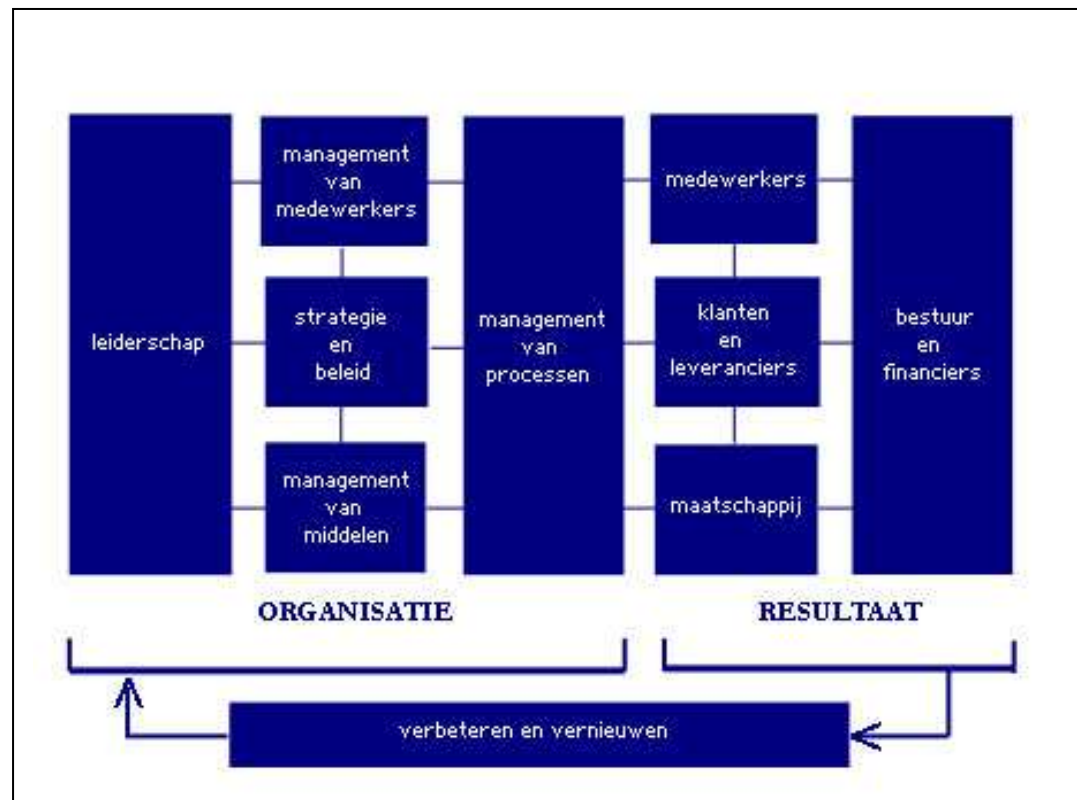 leiderschap
management
van
medewerkers
strategie
en
beleid
management
van
middelen
management
van
processen
medewerkers
klanten
en
leveranciers
maatschappij
bestuur
en
financiers
ORGANISATIE
RESULTAAT
verbeteren en vernieuwen